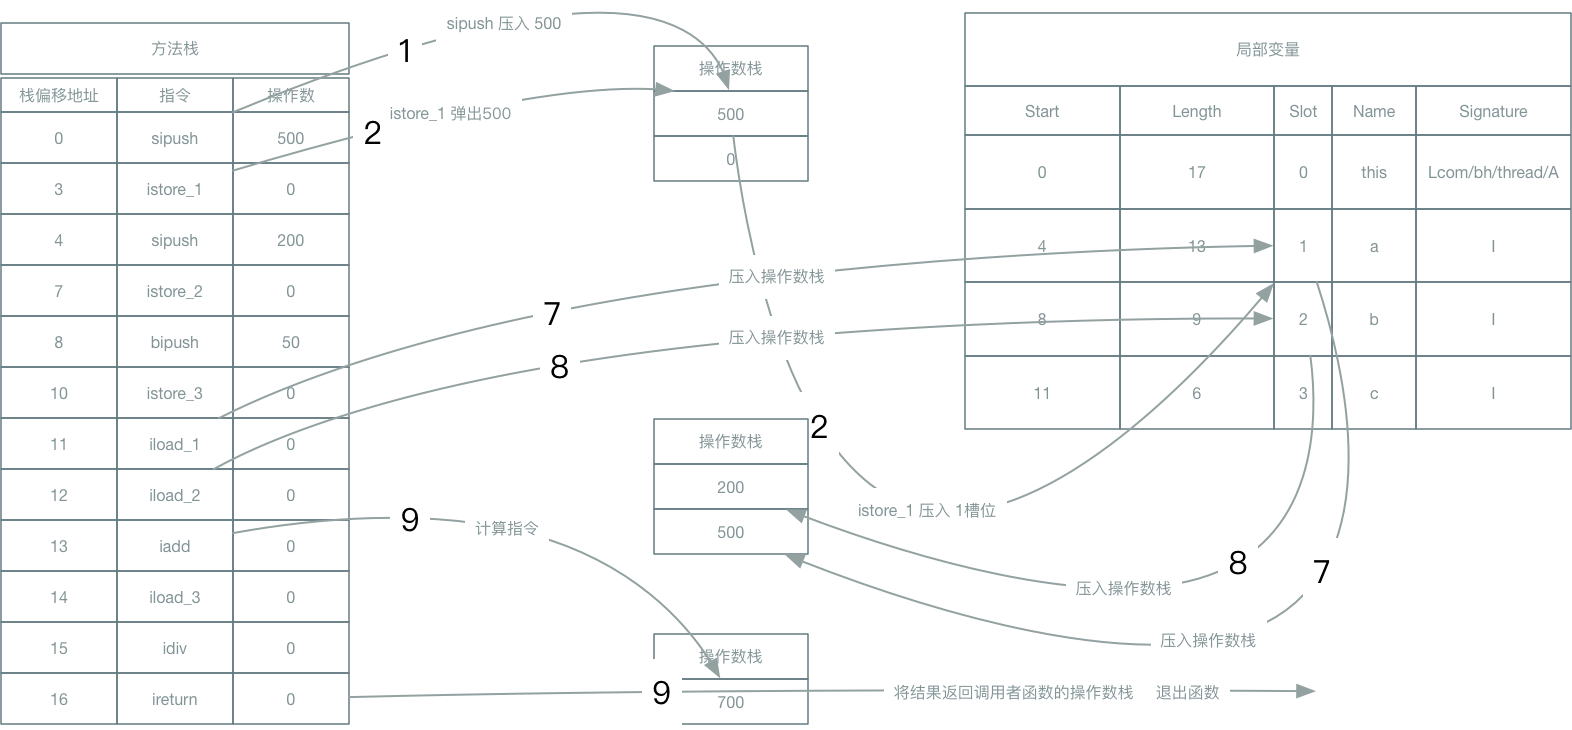 方法栈
栈偏移地址 指令 操作数
0 sipush 500
3 istore_1 0
4 sipush 200
7 istore_2 0
8 bipush 50
10 istore_3 0
11 iload_1 0
12 iload_2 0
13 iadd 0
14 iload_3 0
15 idiv 0
16 ireturn 0
1
sipush 压入 500
2
istore_1 弹出500
操作数栈
500
0
局部变量
Start Length Slot Name Signature
0 17 0 this Lcom/bh/thread/A
4 13 1 a I
8 9 2 b I
11 6 3 c I
7
压入操作数栈
8
压入操作数栈
2
istore_1 压入 1槽位
操作数栈
200
500
8
压入操作数栈
7
压入操作数栈
9
计算指令
操作数栈
700
9
将结果返回调用者函数的操作数栈 退出函数